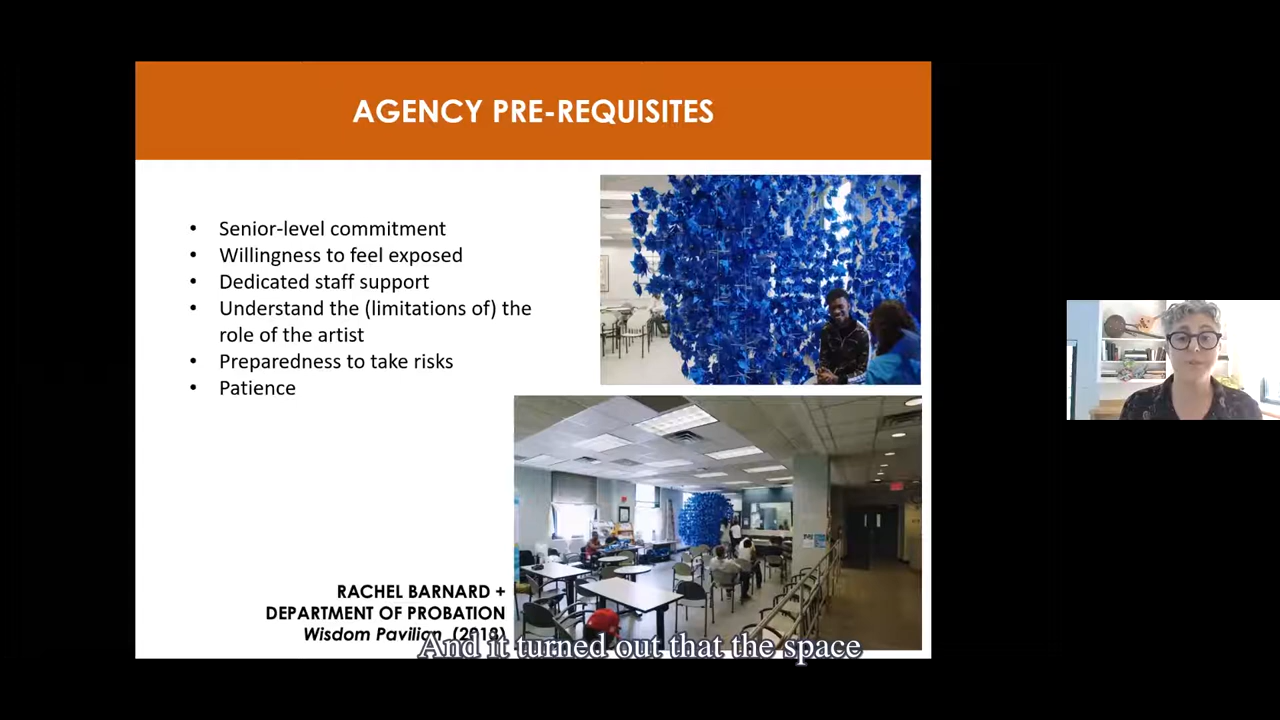 AGENCY PRE-REQUISITES
• Senior-level commitment
• Willingness to feel exposed
• Dedicated staff support
• Understand the (limitations of) the
role of the artist
• Preparedness to take risks
• Patience
RACHEL BARNARD +
DEPARTMENT OF PROBATION
Wisdom Pavilion (2018)
And it turned out that the space